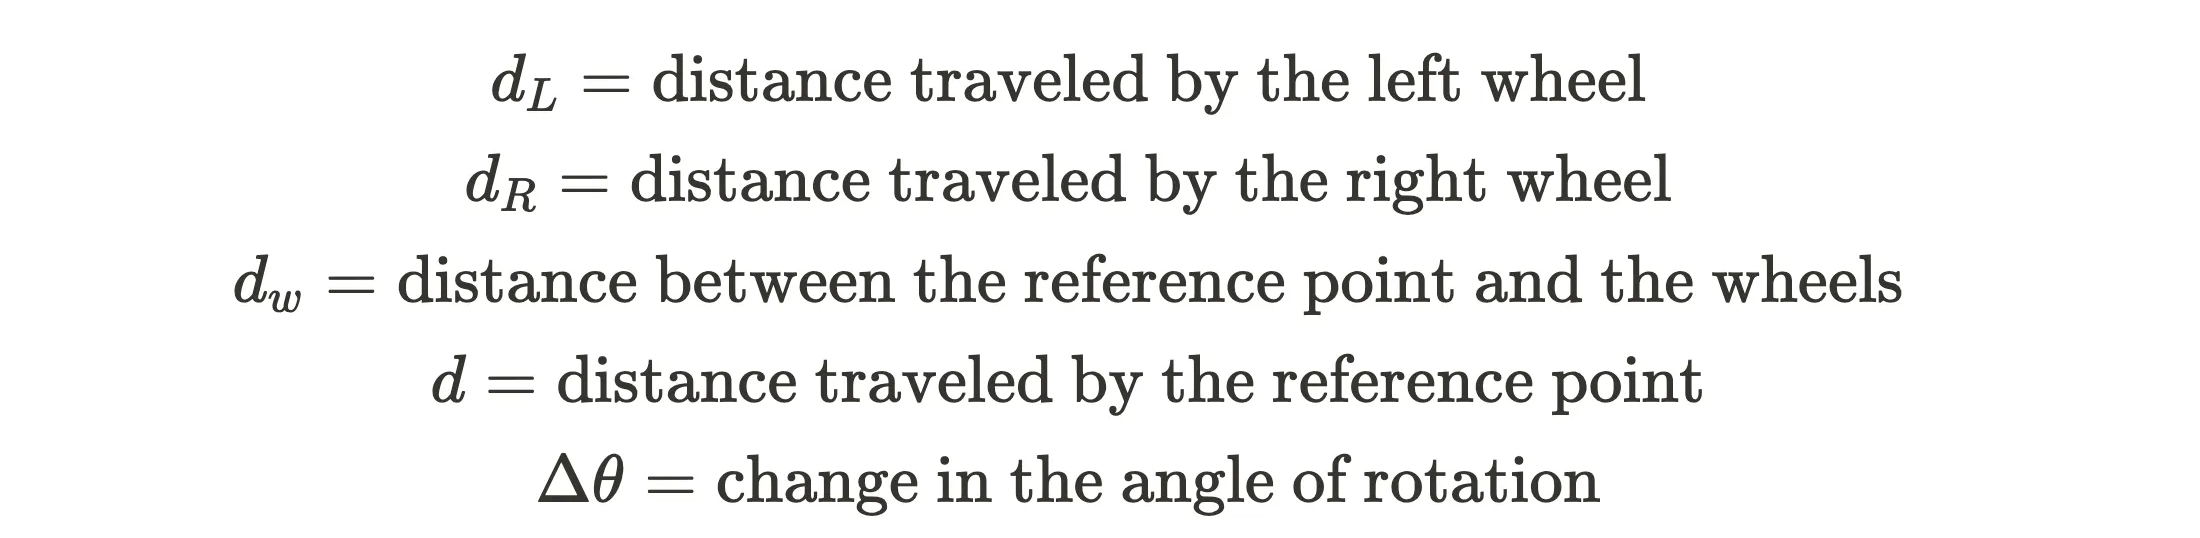 d_L = distance traveled by the left wheel
d_R = distance traveled by the right wheel
d_w = distance between the reference point and the wheels
d = distance traveled by the reference point
Δθ = change in the angle of rotation